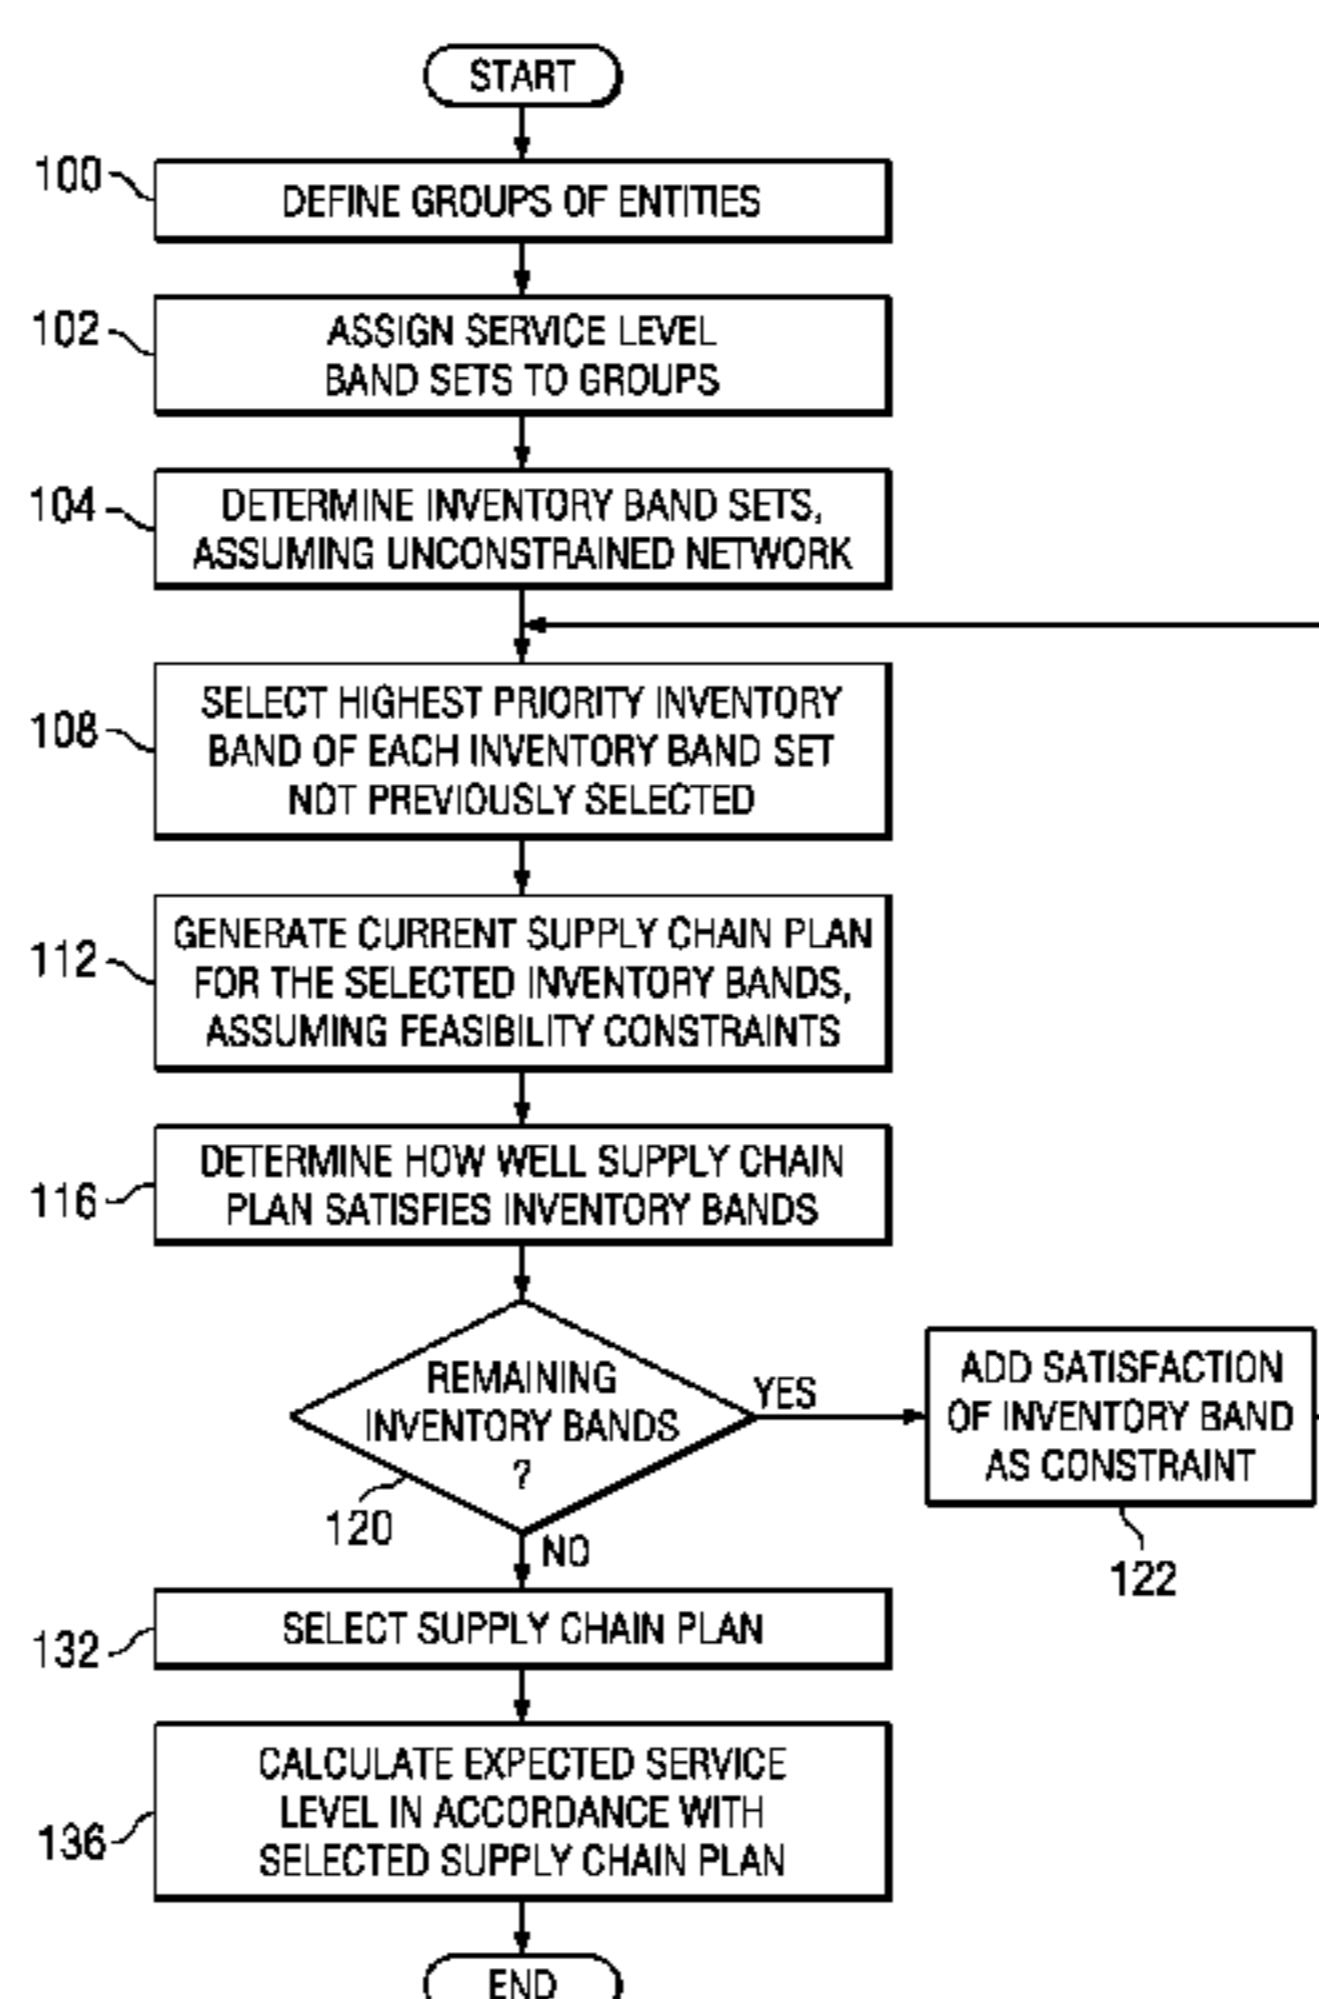 START
100
DEFINE GROUPS OF ENTITIES
102
ASSIGN SERVICE LEVEL
BAND SETS TO GROUPS
104
DETERMINE INVENTORY BAND SETS,
ASSUMING UNCONSTRAINED NETWORK
108
SELECT HIGHEST PRIORITY INVENTORY
BAND OF EACH INVENTORY BAND SET
NOT PREVIOUSLY SELECTED
112
GENERATE CURRENT SUPPLY CHAIN PLAN
FOR THE SELECTED INVENTORY BANDS,
ASSUMING FEASIBILITY CONSTRAINTS
116
DETERMINE HOW WELL SUPPLY CHAIN
PLAN SATISFIES INVENTORY BANDS
REMAINING
INVENTORY BANDS
?
120
YES
ADD SATISFACTION
OF INVENTORY BAND
AS CONSTRAINT
122
NO
132
SELECT SUPPLY CHAIN PLAN
136
CALCULATE EXPECTED SERVICE
LEVEL IN ACCORDANCE WITH
SELECTED SUPPLY CHAIN PLAN
END